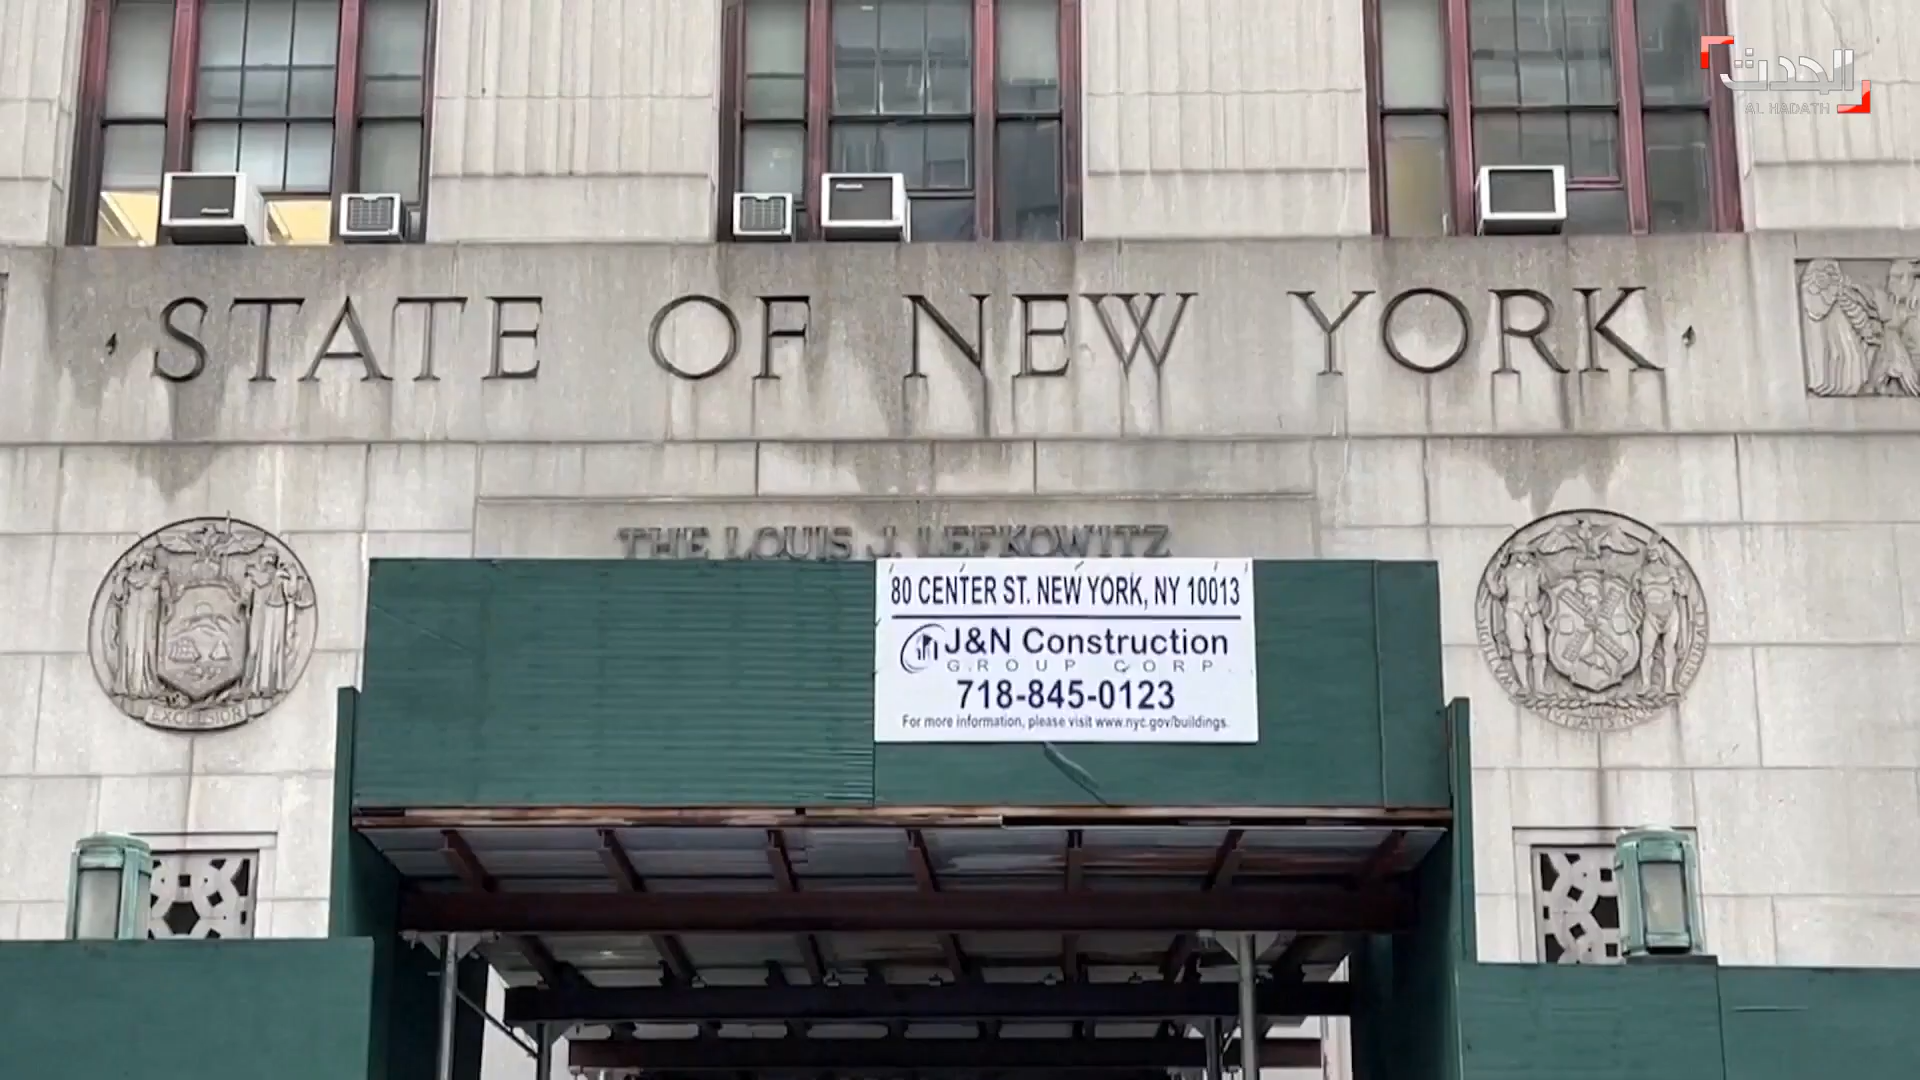 الحدث
AL HADATH
STATE OF NEW YORK
THE LOUIS J. LEFKOWITZ
80 CENTER ST. NEW YORK, NY 10013
J&N Construction
GROUP CORP
718-845-0123
For more information, please visit www.nyc.gov/buildings.
EXCELSIOR